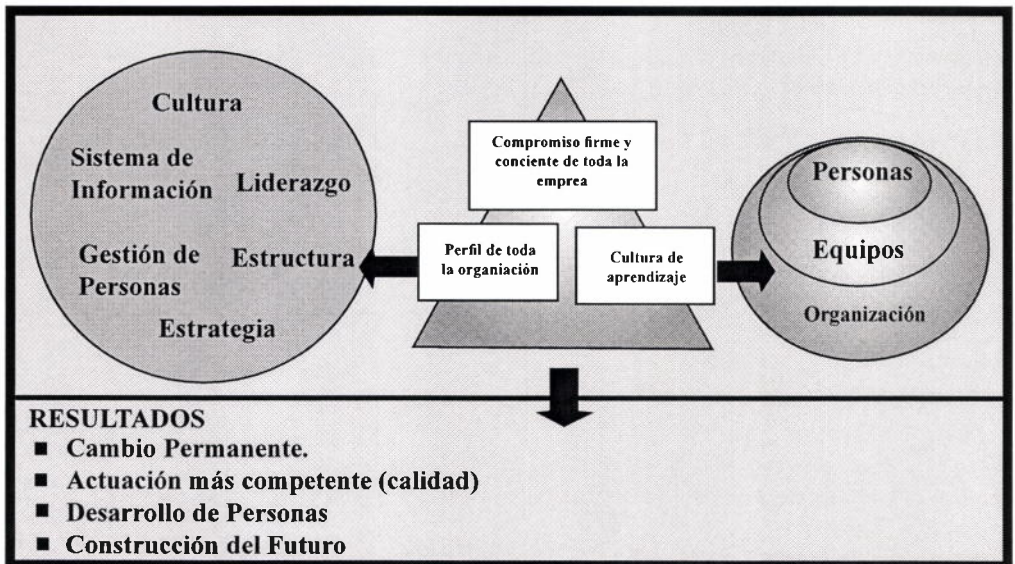 Cultura
Sistema de
Información
Liderazgo
Gestión de
Personas
Estructura
Estrategia
Compromiso firme y
conciente de toda la
emprea
Perfil de toda
la organiación
Cultura de
aprendizaje
Personas
Equipos
Organización
RESULTADOS
■ Cambio Permanente.
■ Actuación más competente (calidad)
■ Desarrollo de Personas
■ Construcción del Futuro